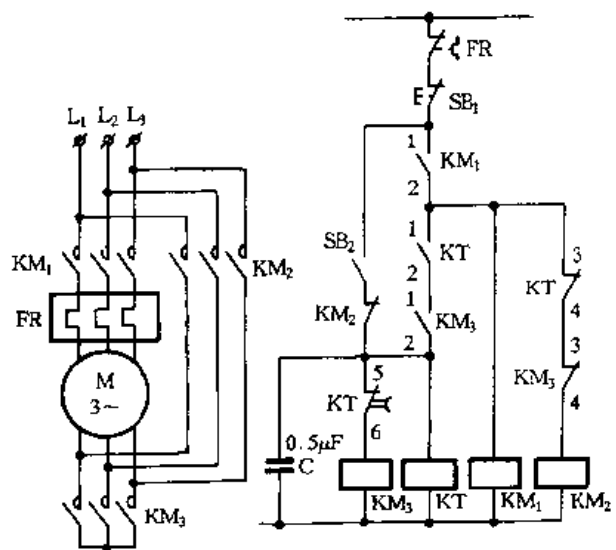 FR
SB₁
L₁ L₂ L₃
1
KM₁
2
SB₂
1
KT
2
3
KT
4
KM₁
KM₂
FR
KM₂
1
KM₃
2
3
KM₃
4
M
3～
5
KT
6
0.5μF
C
KM₃
KM₃
KT
KM₁
KM₂